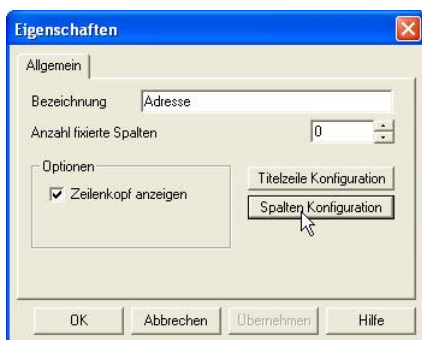 Eigenschaften
Allgemein
Bezeichnung Adresse
Anzahl fixierte Spalten 0
Optionen
Zeilenkopf anzeigen
Titelzeile Konfiguration
Spalten Konfiguration
OK Abbrechen Übernehmen Hilfe